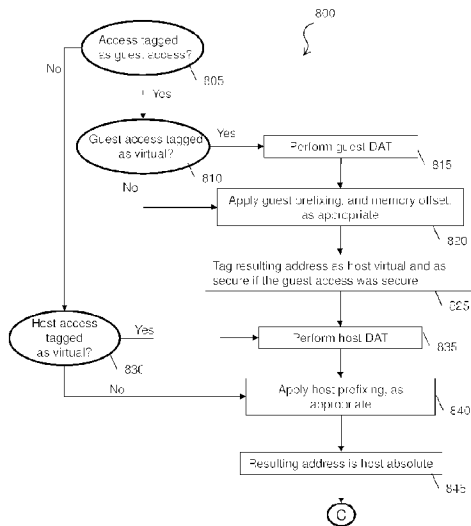 800
Access tagged
as guest access?
805
No
Yes
Guest access tagged
as virtual?
810
Yes
Perform guest DAT
815
No
Apply guest prefixing, and memory offset,
as appropriate
820
Tag resulting address as host virtual and as
secure if the guest access was secure
825
Host access
tagged
as virtual?
830
Yes
Perform host DAT
835
No
Apply host prefixing, as
appropriate
840
Resulting address is host absolute
845
C